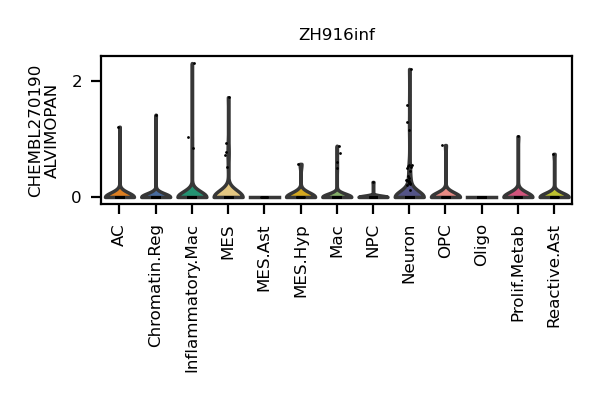 ZH916inf
CHEMBL270190
ALVIMOPAN
2
0
AC
Chromatin.Reg
Inflammatory.Mac
MES
MES.Ast
MES.Hyp
Mac
NPC
Neuron
OPC
Oligo
Prolif.Metab
Reactive.Ast